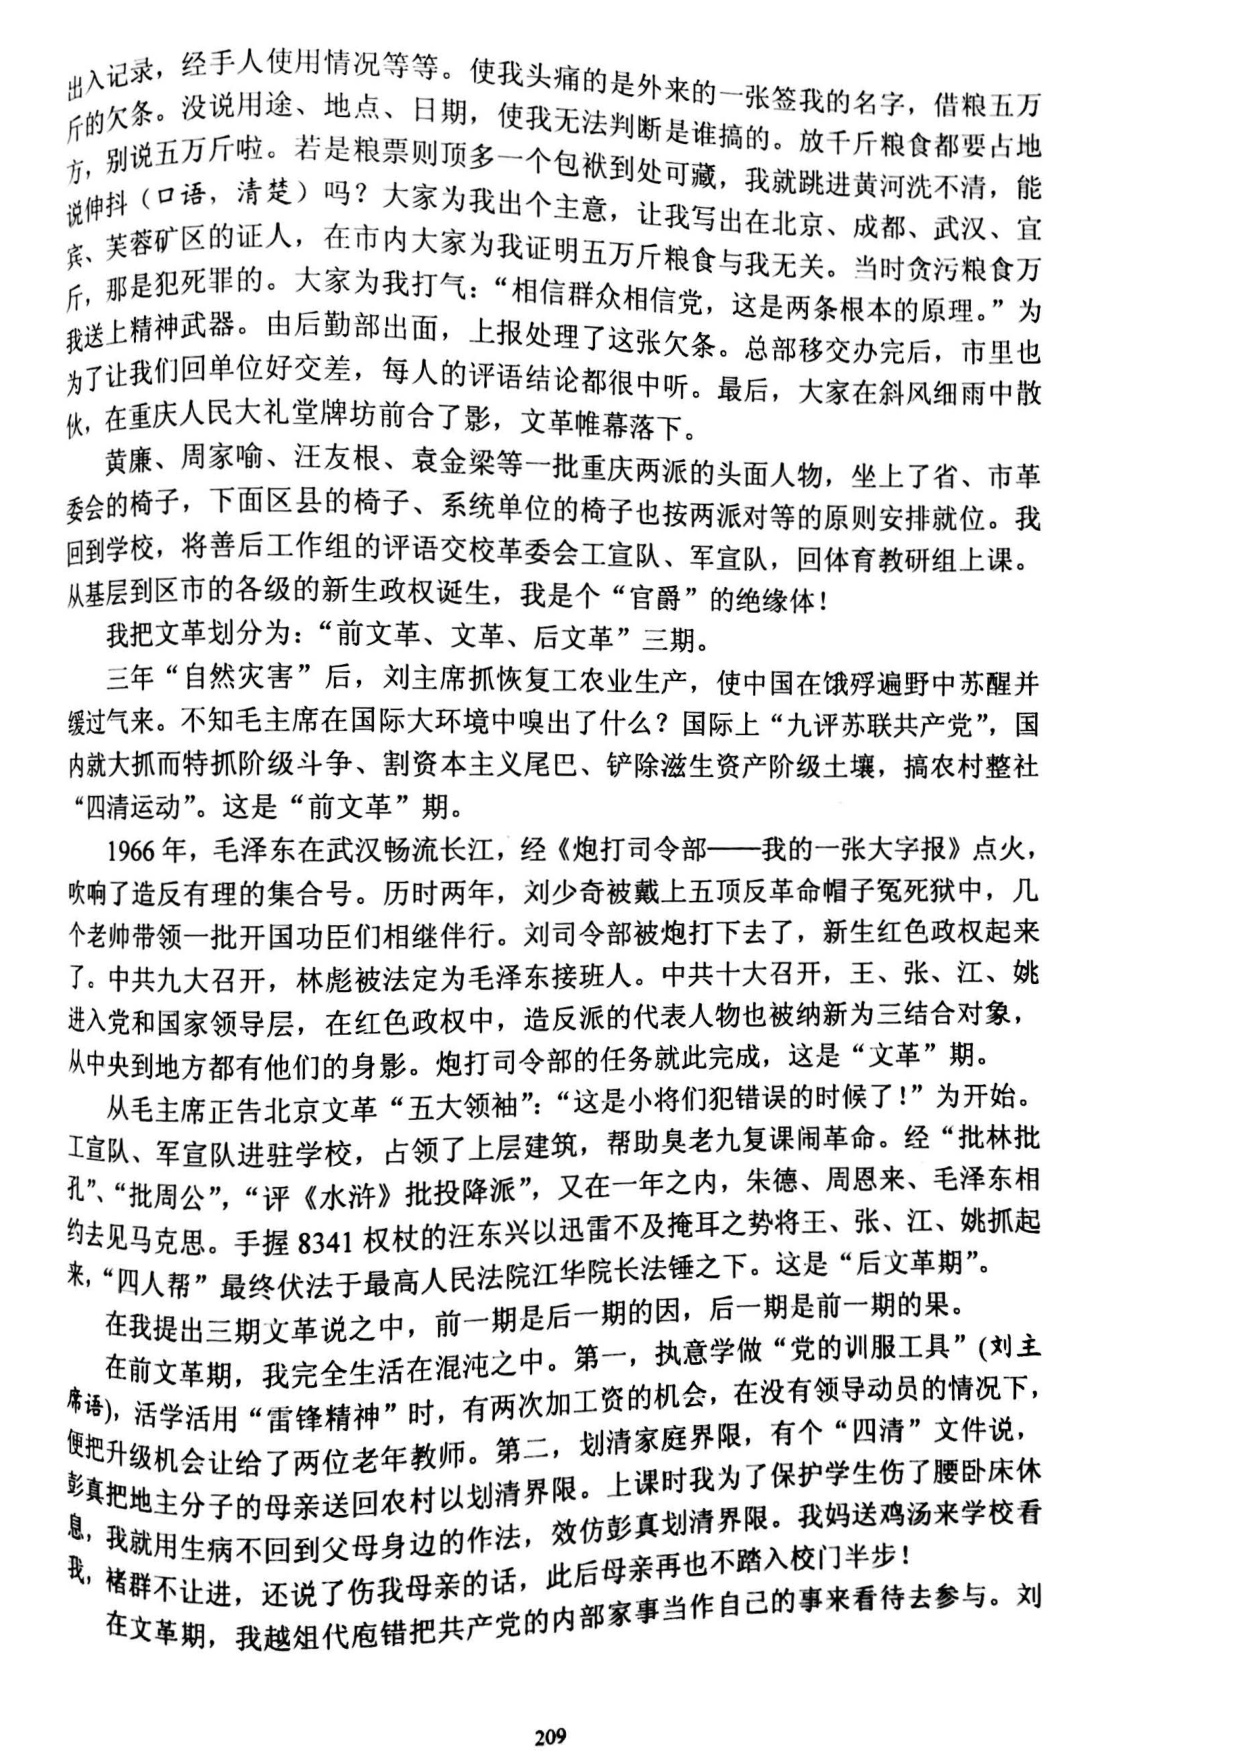 出入记录，经手人使用情况等等。使我头痛的是外来的一张签我的名字，借粮五万
斤的欠条。没说用途、地点、日期，使我无法判断是谁搞的。放千斤粮食都要占地
方，别说五万斤啦。若是粮票则顶多一个包袱到处可藏，我就跳进黄河洗不清，能
说伸抖（口语，清楚）吗？大家为我出个主意，让我写出在北京、成都、武汉、宜
宾、芙蓉矿区的证人，在市内大家为我证明五万斤粮食与我无关。当时贪污粮食万
斤，那是犯死罪的。大家为我打气：“相信群众相信党，这是两条根本的原理。”为
我送上精神武器。由后勤部出面，上报处理了这张欠条。总部移交办完后，市里也
为了让我们回单位好交差，每人的评语结论都很中听。最后，大家在斜风细雨中散
伙，在重庆人民大礼堂牌坊前合了影，文革帷幕落下。
黄廉、周家喻、汪友根、袁金梁等一批重庆两派的头面人物，坐上了省、市革
委会的椅子，下面区县的椅子、系统单位的椅子也按两派对等的原则安排就位。我
回到学校，将善后工作组的评语交校革委会工宣队、军宣队，回体育教研组上课。
从基层到区市的各级的新生政权诞生，我是个“官爵”的绝缘体！
我把文革划分为：“前文革、文革、后文革”三期。
三年“自然灾害”后，刘主席抓恢复工农业生产，使中国在饿殍遍野中苏醒并
缓过气来。不知毛主席在国际大环境中嗅出了什么？国际上“九评苏联共产党”，国
内就大抓而特抓阶级斗争、割资本主义尾巴、铲除滋生资产阶级土壤，搞农村整社
“四清运动”。这是“前文革”期。
1966年，毛泽东在武汉畅流长江，经《炮打司令部——我的一张大字报》点火，
吹响了造反有理的集合号。历时两年，刘少奇被戴上五顶反革命帽子冤死狱中，几
个老帅带领一批开国功臣们相继伴行。刘司令部被炮打下去了，新生红色政权起来
了。中共九大召开，林彪被法定为毛泽东接班人。中共十大召开，王、张、江、姚
进入党和国家领导层，在红色政权中，造反派的代表人物也被纳新为三结合对象，
从中央到地方都有他们的身影。炮打司令部的任务就此完成，这是“文革”期。
从毛主席正告北京文革“五大领袖”：“这是小将们犯错误的时候了！”为开始。
工宣队、军宣队进驻学校，占领了上层建筑，帮助臭老九复课闹革命。经“批林批
孔”、“批周公”，“评《水浒》批投降派”，又在一年之内，朱德、周恩来、毛泽东相
约去见马克思。手握8341权杖的汪东兴以迅雷不及掩耳之势将王、张、江、姚抓起
来，“四人帮”最终伏法于最高人民法院江华院长法锤之下。这是“后文革期”。
在我提出三期文革说之中，前一期是后一期的因，后一期是前一期的果。
在前文革期，我完全生活在混沌之中。第一，执意学做“党的训服工具”(刘主
席语)，活学活用“雷锋精神”时，有两次加工资的机会，在没有领导动员的情况下，
便把升级机会让给了两位老年教师。第二，划清家庭界限，有个“四清”文件说，
彭真把地主分子的母亲送回农村以划清界限。上课时我为了保护学生伤了腰卧床休
息，我就用生病不回到父母身边的作法，效仿彭真划清界限。我妈送鸡汤来学校看
我，褚群不让进，还说了伤我母亲的话，此后母亲再也不踏入校门半步！
在文革期，我越俎代庖错把共产党的内部家事当作自己的事来看待去参与。刘
209